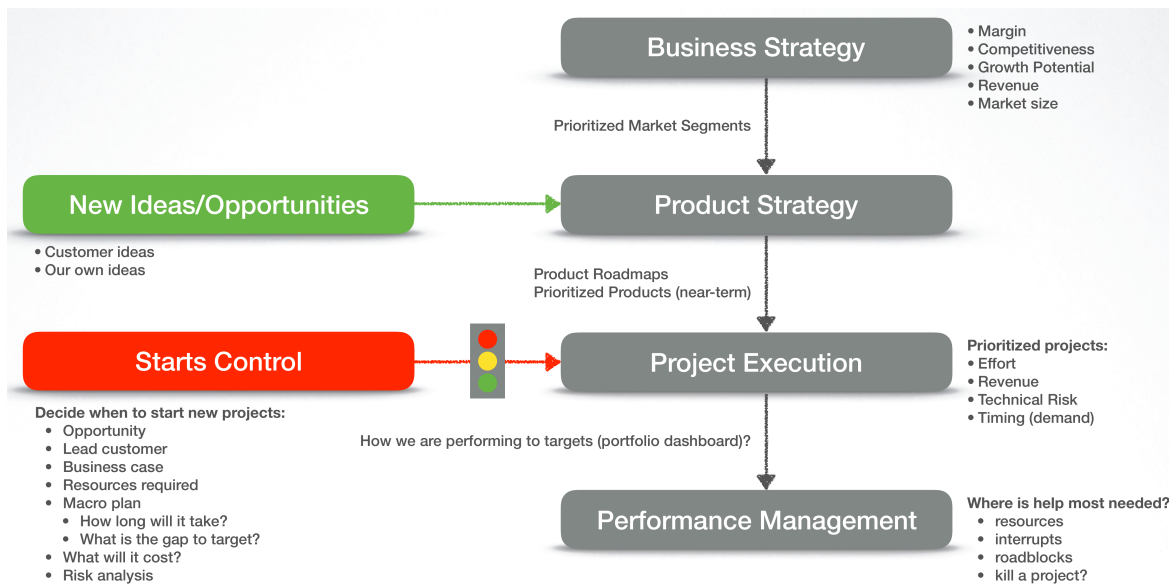 Business Strategy
• Margin
• Competitiveness
• Growth Potential
• Revenue
• Market size
Prioritized Market Segments
New Ideas/Opportunities
Product Strategy
• Customer ideas
• Our own ideas
Product Roadmaps
Prioritized Products (near-term)
Starts Control
Project Execution
Prioritized projects:
• Effort
• Revenue
• Technical Risk
• Timing (demand)
Decide when to start new projects:
• Opportunity
• Lead customer
• Business case
• Resources required
• Macro plan
• How long will it take?
• What is the gap to target?
• What will it cost?
• Risk analysis
How we are performing to targets (portfolio dashboard)?
Performance Management
Where is help most needed?
• resources
• interrupts
• roadblocks
• kill a project?